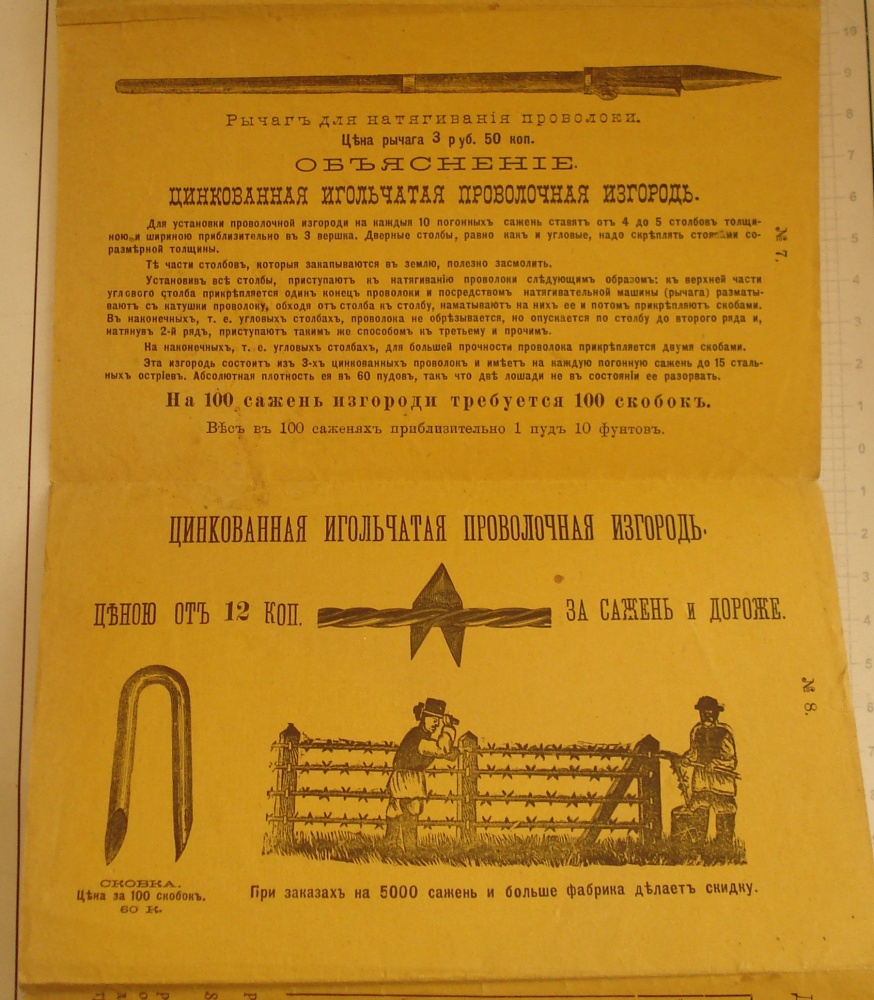 Рычагъ для натягиванія проволоки.
Цѣна рычага 3 руб. 50 коп.
ОБЪЯСНЕНІЕ.
ЦИНКОВАННАЯ ИГОЛЬЧАТАЯ ПРОВОЛОЧНАЯ ИЗГОРОДЬ.
Для установки проволочной изгороди на каждыя 10 погонныхъ сажень ставятъ отъ 4 до 5 столбовъ толщи-
ною и шириною приблизительно въ 3 вершка. Дверные столбы, равно какъ и угловые, надо скрѣплять стойками со-
размѣрной толщины.
Тѣ части столбовъ, которыя закапываются въ землю, полезно засмолить.
Установивъ всѣ столбы, приступаютъ къ натягиванію проволоки слѣдующимъ образомъ: къ верхней части
углового столба прикрѣпляется одинъ конецъ проволоки и посредствомъ натягивательной машины (рычага) разматы-
ваютъ съ натушки проволоку, обходя отъ столба къ столбу, наматываютъ на нихъ ее и потомъ прикрѣпляютъ скобами.
Въ наконечныхъ, т. е. угловыхъ столбахъ, проволока не обрѣзывается, но опускается по столбу до второго ряда и,
натянувъ 2-й рядъ, приступаютъ такимъ же способомъ къ третьему и прочимъ.
На наконечныхъ, т. е. угловыхъ столбахъ, для большей прочности проволока прикрѣпляется двумя скобами.
Эта изгородь состоитъ изъ 3-хъ цинкованныхъ проволокъ и имѣетъ на каждую погонную сажень до 15 сталь-
ныхъ остріевъ. Абсолютная плотность ея въ 60 пудовъ, такъ что двѣ лошади не въ состояніи ее разорвать.
На 100 сажень изгороди требуется 100 скобокъ.
Вѣсъ въ 100 саженяхъ приблизительно 1 пудъ 10 фунтовъ.
№ 7.
ЦИНКОВАННАЯ ИГОЛЬЧАТАЯ ПРОВОЛОЧНАЯ ИЗГОРОДЬ.
ЦѢНОЮ ОТЪ 12 КОП. ЗА САЖЕНЬ и ДОРОЖЕ.
№ 8.
СКОБКА.
Цѣна за 100 скобокъ.
60 К.
При заказахъ на 5000 сажень и больше фабрика дѣлаетъ скидку.